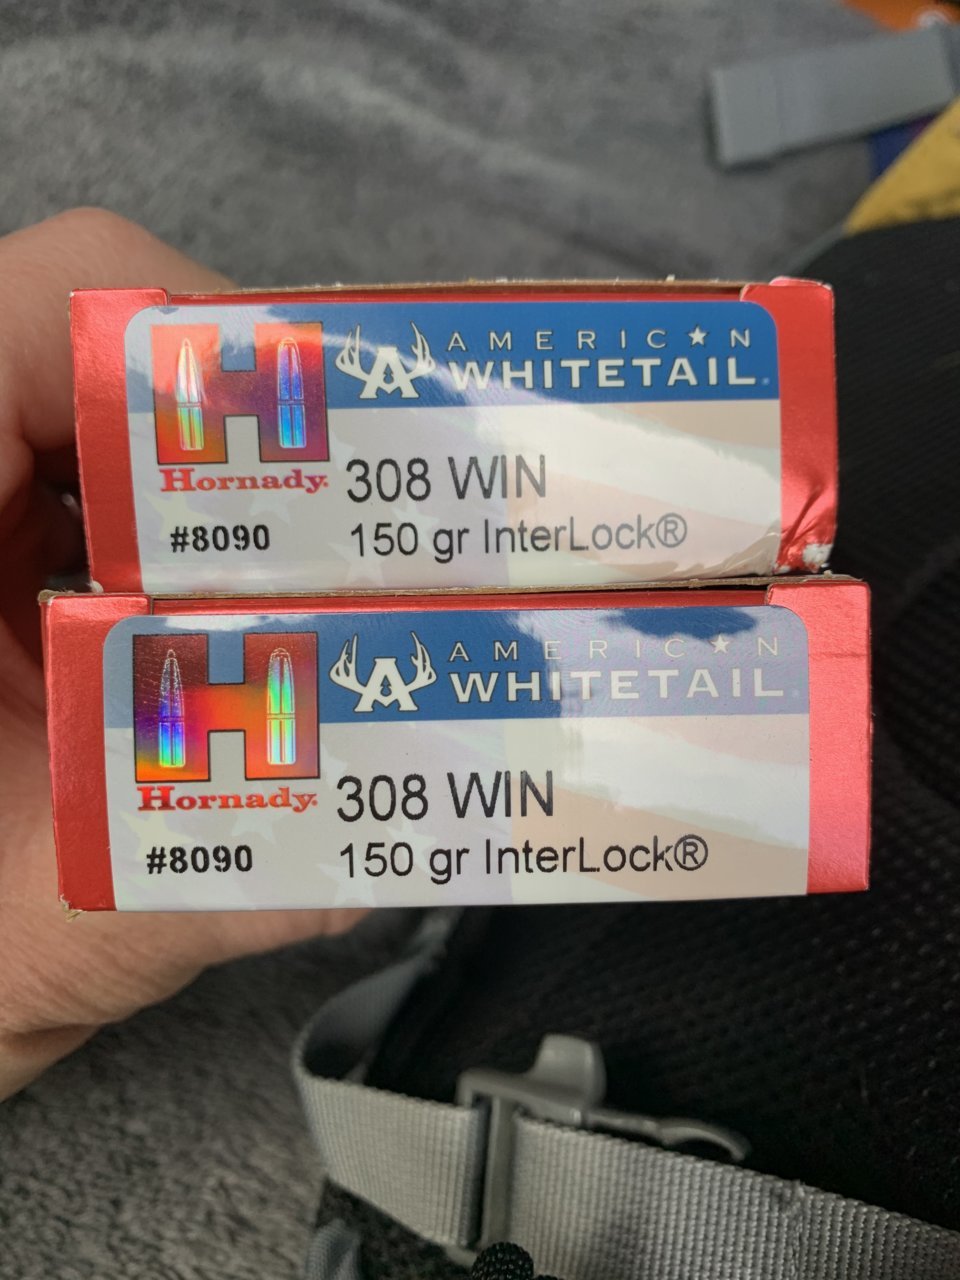 AMERICAN
WHITETAIL.
Hornady.
308 WIN
#8090
150 gr InterLock®
AMERICAN
WHITETAIL
Hornady.
308 WIN
#8090
150 gr InterLock®